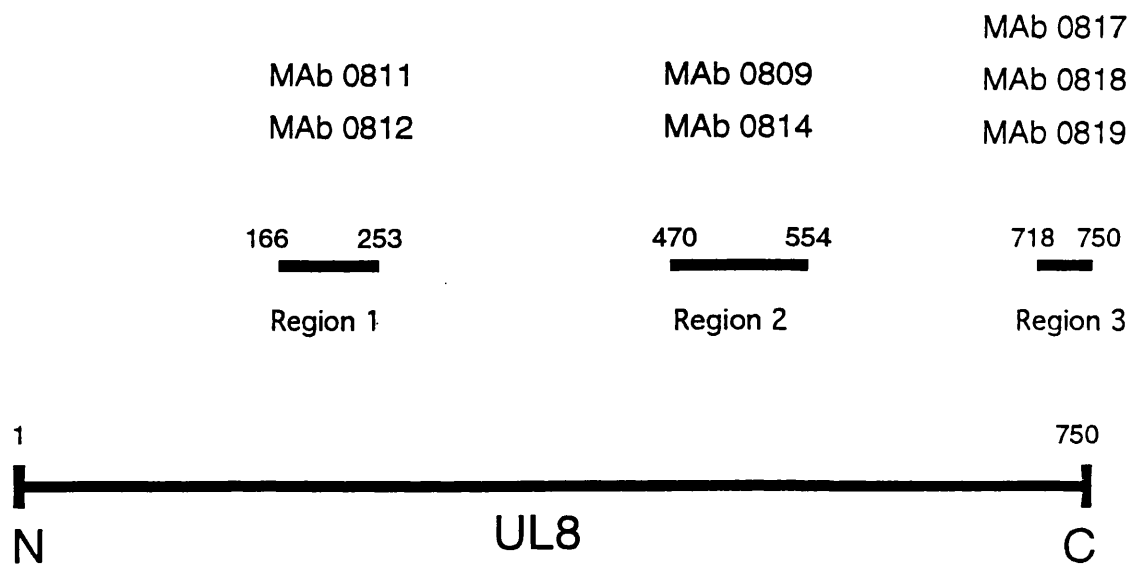 MAb 0817
MAb 0811 MAb 0809 MAb 0818
MAb 0812 MAb 0814 MAb 0819
166 253 470 554 718 750
Region 1 Region 2 Region 3
1 750
N UL8 C